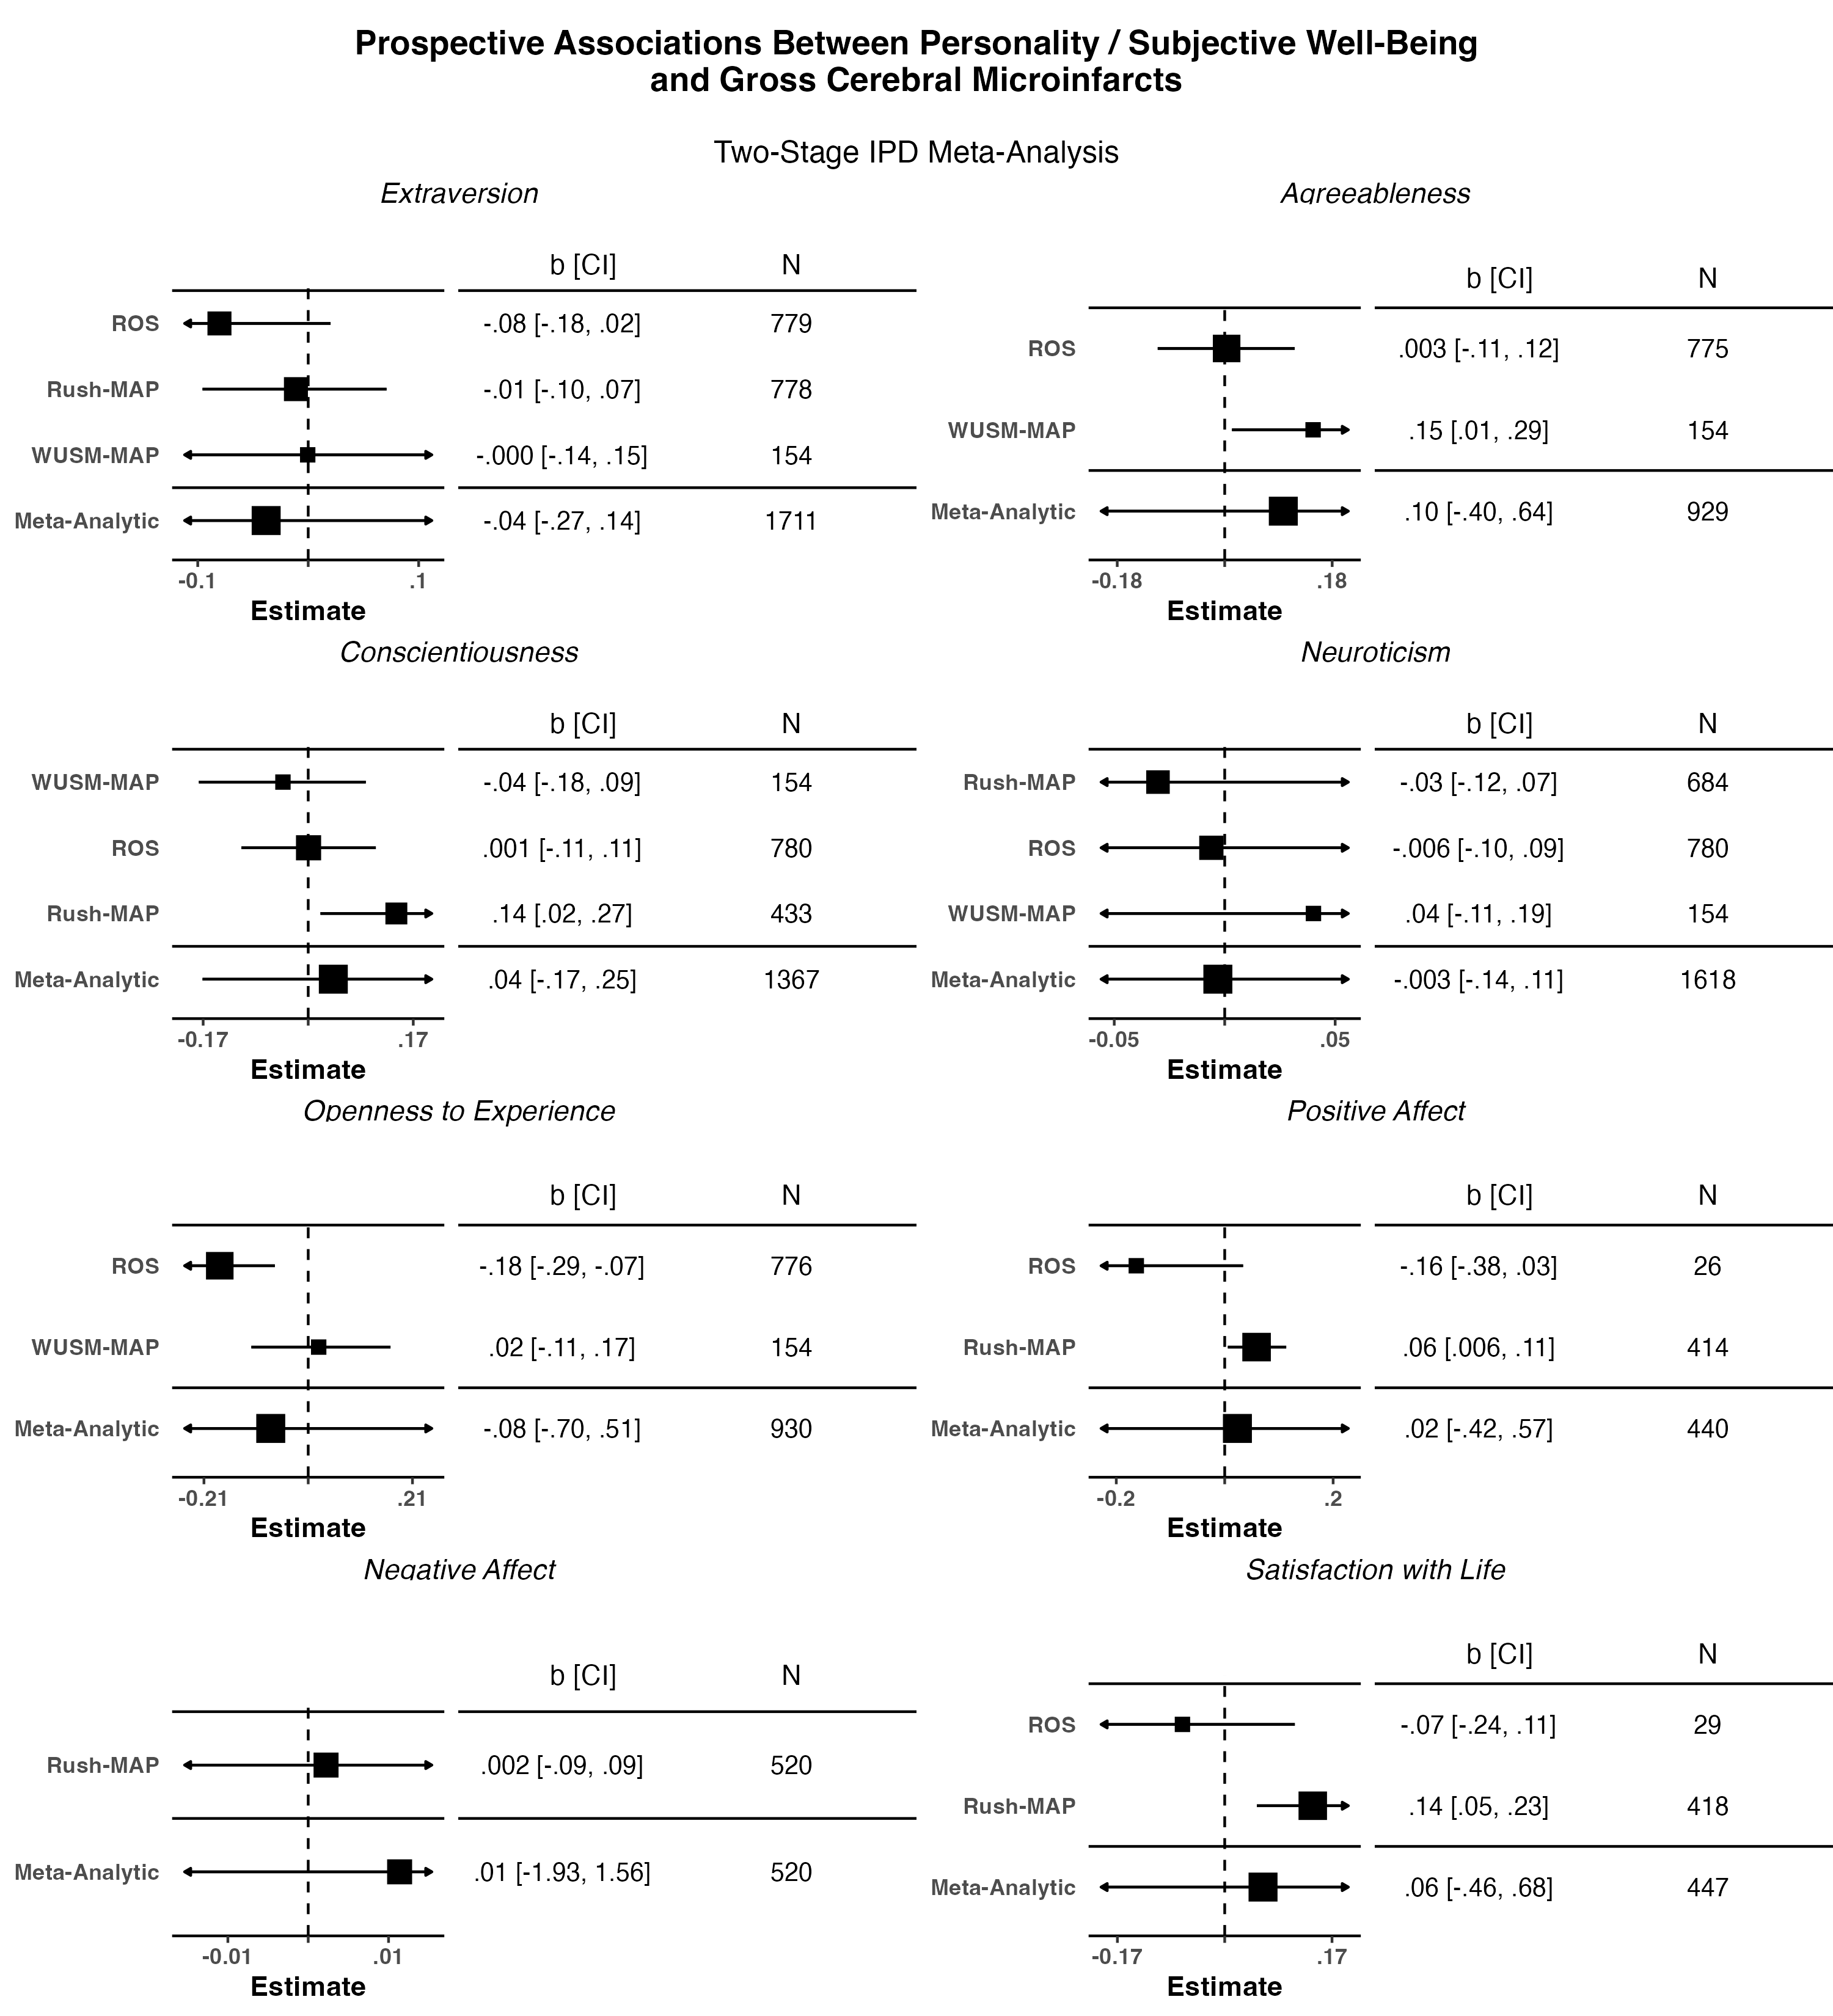 Prospective Associations Between Personality / Subjective Well-Being
and Gross Cerebral Microinfarcts
Two-Stage IPD Meta-Analysis
Extraversion
b [CI] N
ROS -.08 [-.18, .02] 779
Rush-MAP -.01 [-.10, .07] 778
WUSM-MAP -.000 [-.14, .15] 154
Meta-Analytic -.04 [-.27, .14] 1711
-0.1 .1
Estimate
Agreeableness
b [CI] N
ROS .003 [-.11, .12] 775
WUSM-MAP .15 [.01, .29] 154
Meta-Analytic .10 [-.40, .64] 929
-0.18 .18
Estimate
Conscientiousness
b [CI] N
WUSM-MAP -.04 [-.18, .09] 154
ROS .001 [-.11, .11] 780
Rush-MAP .14 [.02, .27] 433
Meta-Analytic .04 [-.17, .25] 1367
-0.17 .17
Estimate
Neuroticism
b [CI] N
Rush-MAP -.03 [-.12, .07] 684
ROS -.006 [-.10, .09] 780
WUSM-MAP .04 [-.11, .19] 154
Meta-Analytic -.003 [-.14, .11] 1618
-0.05 .05
Estimate
Openness to Experience
b [CI] N
ROS -.18 [-.29, -.07] 776
WUSM-MAP .02 [-.11, .17] 154
Meta-Analytic -.08 [-.70, .51] 930
-0.21 .21
Estimate
Positive Affect
b [CI] N
ROS -.16 [-.38, .03] 26
Rush-MAP .06 [.006, .11] 414
Meta-Analytic .02 [-.42, .57] 440
-0.2 .2
Estimate
Negative Affect
b [CI] N
Rush-MAP .002 [-.09, .09] 520
Meta-Analytic .01 [-1.93, 1.56] 520
-0.01 .01
Estimate
Satisfaction with Life
b [CI] N
ROS -.07 [-.24, .11] 29
Rush-MAP .14 [.05, .23] 418
Meta-Analytic .06 [-.46, .68] 447
-0.17 .17
Estimate